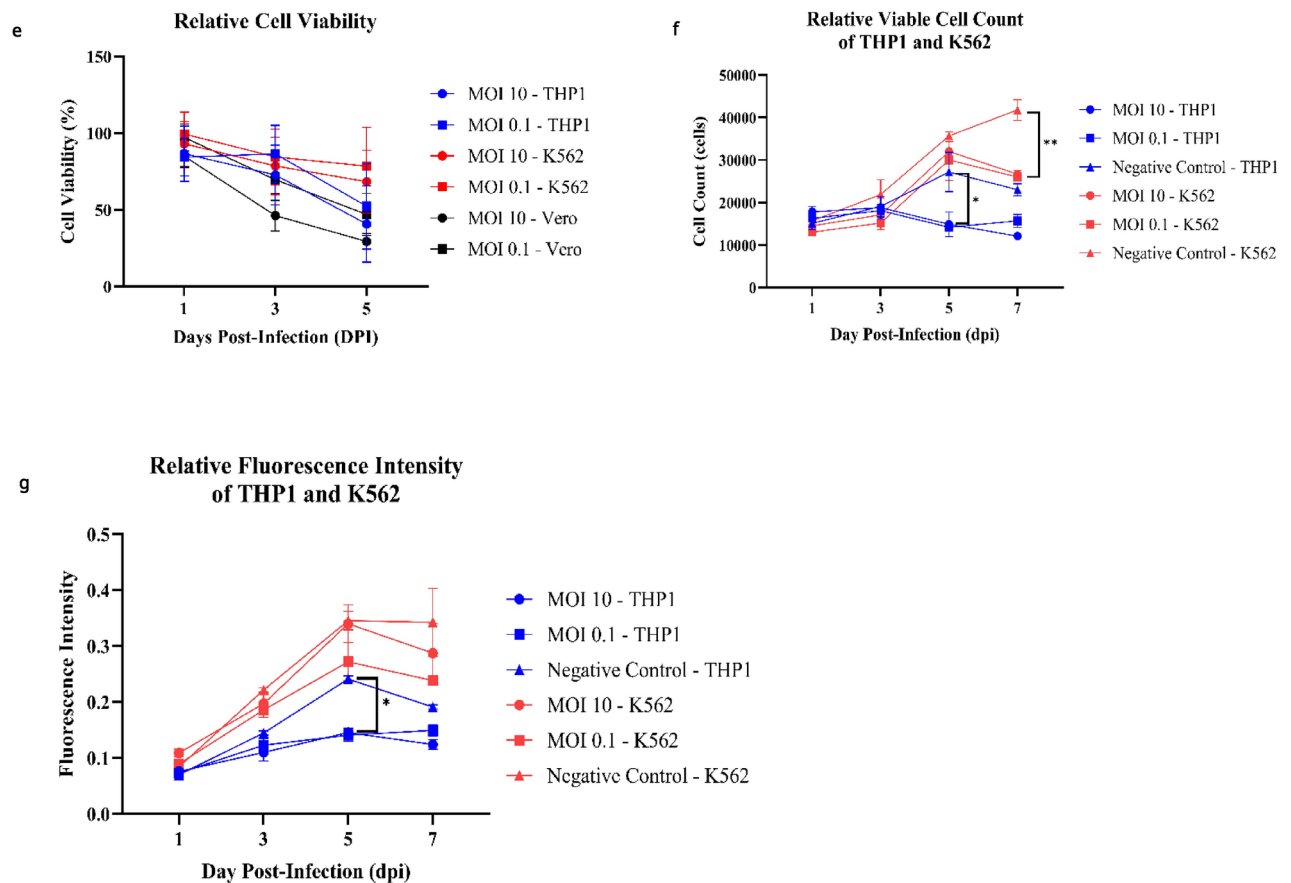 e
Relative Cell Viability
150
100
50
0
Cell Viability (%)
1 3 5
Days Post-Infection (DPI)
MOI 10 - THP1
MOI 0.1 - THP1
MOI 10 - K562
MOI 0.1 - K562
MOI 10 - Vero
MOI 0.1 - Vero
f
Relative Viable Cell Count
of THP1 and K562
50000
40000
30000
20000
10000
0
Cell Count (cells)
**
*
1 3 5 7
Day Post-Infection (dpi)
MOI 10 - THP1
MOI 0.1 - THP1
Negative Control - THP1
MOI 10 - K562
MOI 0.1 - K562
Negative Control - K562
g
Relative Fluorescence Intensity
of THP1 and K562
0.5
0.4
0.3
0.2
0.1
0.0
Fluorescence Intensity
*
1 3 5 7
Day Post-Infection (dpi)
MOI 10 - THP1
MOI 0.1 - THP1
Negative Control - THP1
MOI 10 - K562
MOI 0.1 - K562
Negative Control - K562